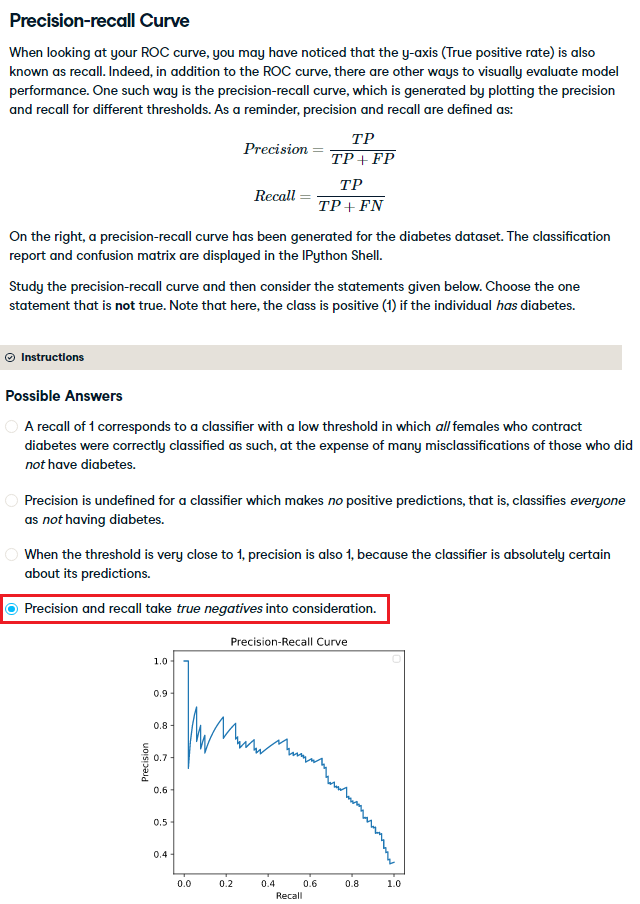 Precision-recall Curve
When looking at your ROC curve, you may have noticed that the y-axis (True positive rate) is also
known as recall. Indeed, in addition to the ROC curve, there are other ways to visually evaluate model
performance. One such way is the precision-recall curve, which is generated by plotting the precision
and recall for different thresholds. As a reminder, precision and recall are defined as:
Precision = TP / TP + FP
Recall = TP / TP + FN
On the right, a precision-recall curve has been generated for the diabetes dataset. The classification
report and confusion matrix are displayed in the IPython Shell.
Study the precision-recall curve and then consider the statements given below. Choose the one
statement that is not true. Note that here, the class is positive (1) if the individual has diabetes.
Instructions
Possible Answers
A recall of 1 corresponds to a classifier with a low threshold in which all females who contract
diabetes were correctly classified as such, at the expense of many misclassifications of those who did
not have diabetes.
Precision is undefined for a classifier which makes no positive predictions, that is, classifies everyone
as not having diabetes.
When the threshold is very close to 1, precision is also 1, because the classifier is absolutely certain
about its predictions.
Precision and recall take true negatives into consideration.
Precision-Recall Curve
1.0
0.9
0.8
0.7
0.6
0.5
0.4
Precision
0.0 0.2 0.4 0.6 0.8 1.0
Recall